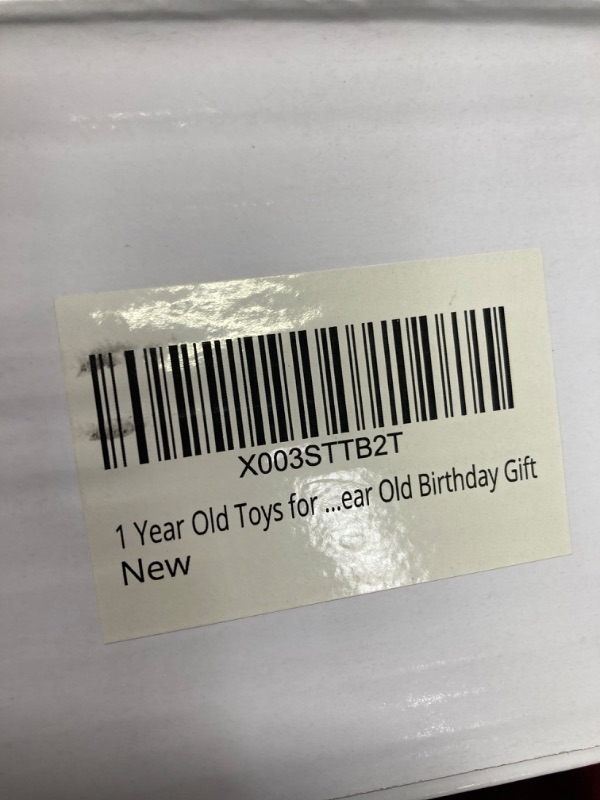 X003STTB2T
1 Year Old Toys for ...ear Old Birthday Gift
New